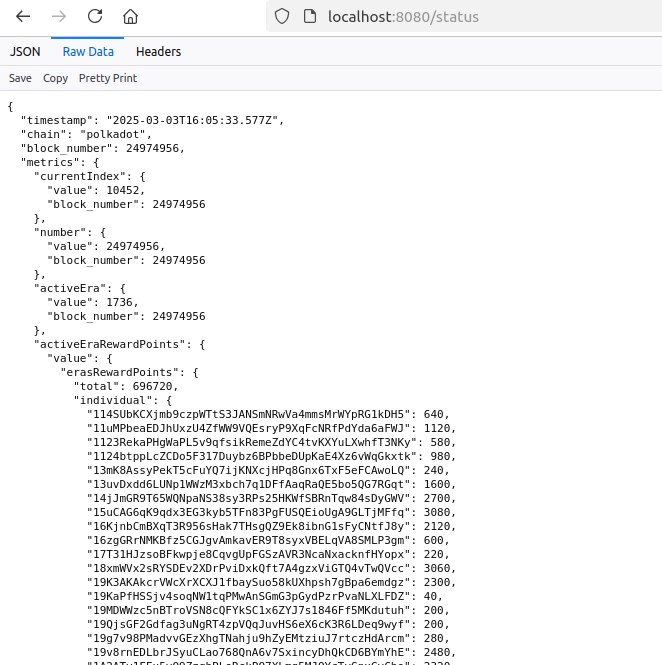 localhost:8080/status
JSON Raw Data Headers
Save Copy Pretty Print
{
"timestamp": "2025-03-03T16:05:33.577Z",
"chain": "polkadot",
"block_number": 24974956,
"metrics": {
"currentIndex": {
"value": 10452,
"block_number": 24974956
},
"number": {
"value": 24974956,
"block_number": 24974956
},
"activeEra": {
"value": 1736,
"block_number": 24974956
},
"activeEraRewardPoints": {
"value": {
"erasRewardPoints": {
"total": 696720,
"individual": {
"114SUbKCXjmb9czpWTtS3JANSmNRwVa4mmsMrWYpRG1kDH5": 640,
"11uMPbeaEDJhUxzU4ZfWW9VQEsryP9XqFcNRfPdYda6aFWJ": 1120,
"1123RekaPHgWaPL5v9qfsikRemeZdYC4tvKXYuLXwhfT3NKy": 580,
"1124btppLcZCDo5F317Duybz6BPbbeDUpKaE4Xz6vWqGkxtk": 980,
"13mK8AssyPekT5cFuYQ7ijKNXcjHPq8Gnx6TxF5eFCAwoLQ": 240,
"13uvDxdd6LUNp1WWzM3xbch7q1DFfAaqRaQE5bo5QG7RGqt": 1600,
"14jJmGR9T65WQNpaNS38sy3RPs25HKWfSBRnTqw84sDyGWV": 2700,
"15uCAG6qK9qdx3EG3kyb5TFn83PgFUSQEioUgA9GLTjMFfq": 3080,
"16KjnbCmBXqT3R956sHak7THsgQZ9Ek8ibnG1sFyCNtfJ8y": 2120,
"16zgGRrNMKBfz5CGJgvAmkavER9T8syxVBELqVA8SMLP3gm": 600,
"17T31HJzsoBFkwpje8CqvgUpFGSzAVR3NcaNxacknfHYopx": 220,
"18xmWVx2sRYSDEv2XDrPviDxkQft7A4gzxViGTQ4vTwQVcc": 3060,
"19K3AKAkcrVWcXrXCXJ1fbaySuo58kUXhpsh7gBpa6emdgz": 2300,
"19KaPfHSSjv4soqNW1tqPMwAnSGmG3pGydPzrPvaNLXLFDZ": 40,
"19MDWWzc5nBTroVSN8cQFYkSC1x6ZYJ7s1846Ff5MKdutuh": 200,
"19QjsGF2Gdfag3uNgRT4zpVQqJuvHS6eX6cK3R6LDeq9wyf": 200,
"19g7v98PMadvvGEzXhgTNahju9hZyEMtziuJ7rtczHdArcm": 280,
"19v8rnEDLbrJSyuCLao768QnA6v7SxincyDhQkCD6BYmYhE": 2480,